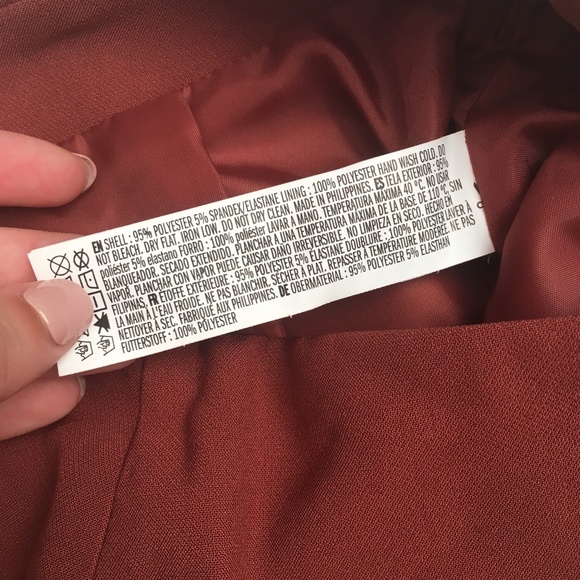 EN SHELL: 95% POLYESTER 5% SPANDEX/ELASTANE LINING : 100% POLYESTER HAND WASH COLD. DO
NOT BLEACH. DRY FLAT. IRON LOW. DO NOT DRY CLEAN. MADE IN PHILIPPINES. ES TELA EXTERIOR : 95%
poliéster 5% elastano FORRO : 100% poliéster LAVAR A MANO, TEMPERATURA MÁXIMA 40 °C. NO USAR
BLANQUEADOR. SECADO EXTENDIDO. PLANCHAR A UNA TEMPERATURA MÁXIMA DE LA BASE DE 110 °C SIN
VAPOR. PLANCHAR CON VAPOR PUEDE CAUSAR DAÑO IRREVERSIBLE. NO LIMPIAR EN SECO. HECHO EN
FILIPINAS. FR ÉTOFFE EXTÉRIEURE : 95% POLYESTER 5% ELASTANE DOUBLURE : 100% POLYESTER LAVER À
LA MAIN À L'EAU FROIDE. NE PAS BLANCHIR. SÉCHER À PLAT. REPASSER À TEMPÉRATURE MODÉRÉE. NE PAS
NETTOYER À SEC. FABRIQUÉ AUX PHILIPPINES. DE OBERMATERIAL : 95% POLYESTER 5% ELASTHAN
FUTTERSTOFF : 100% POLYESTER